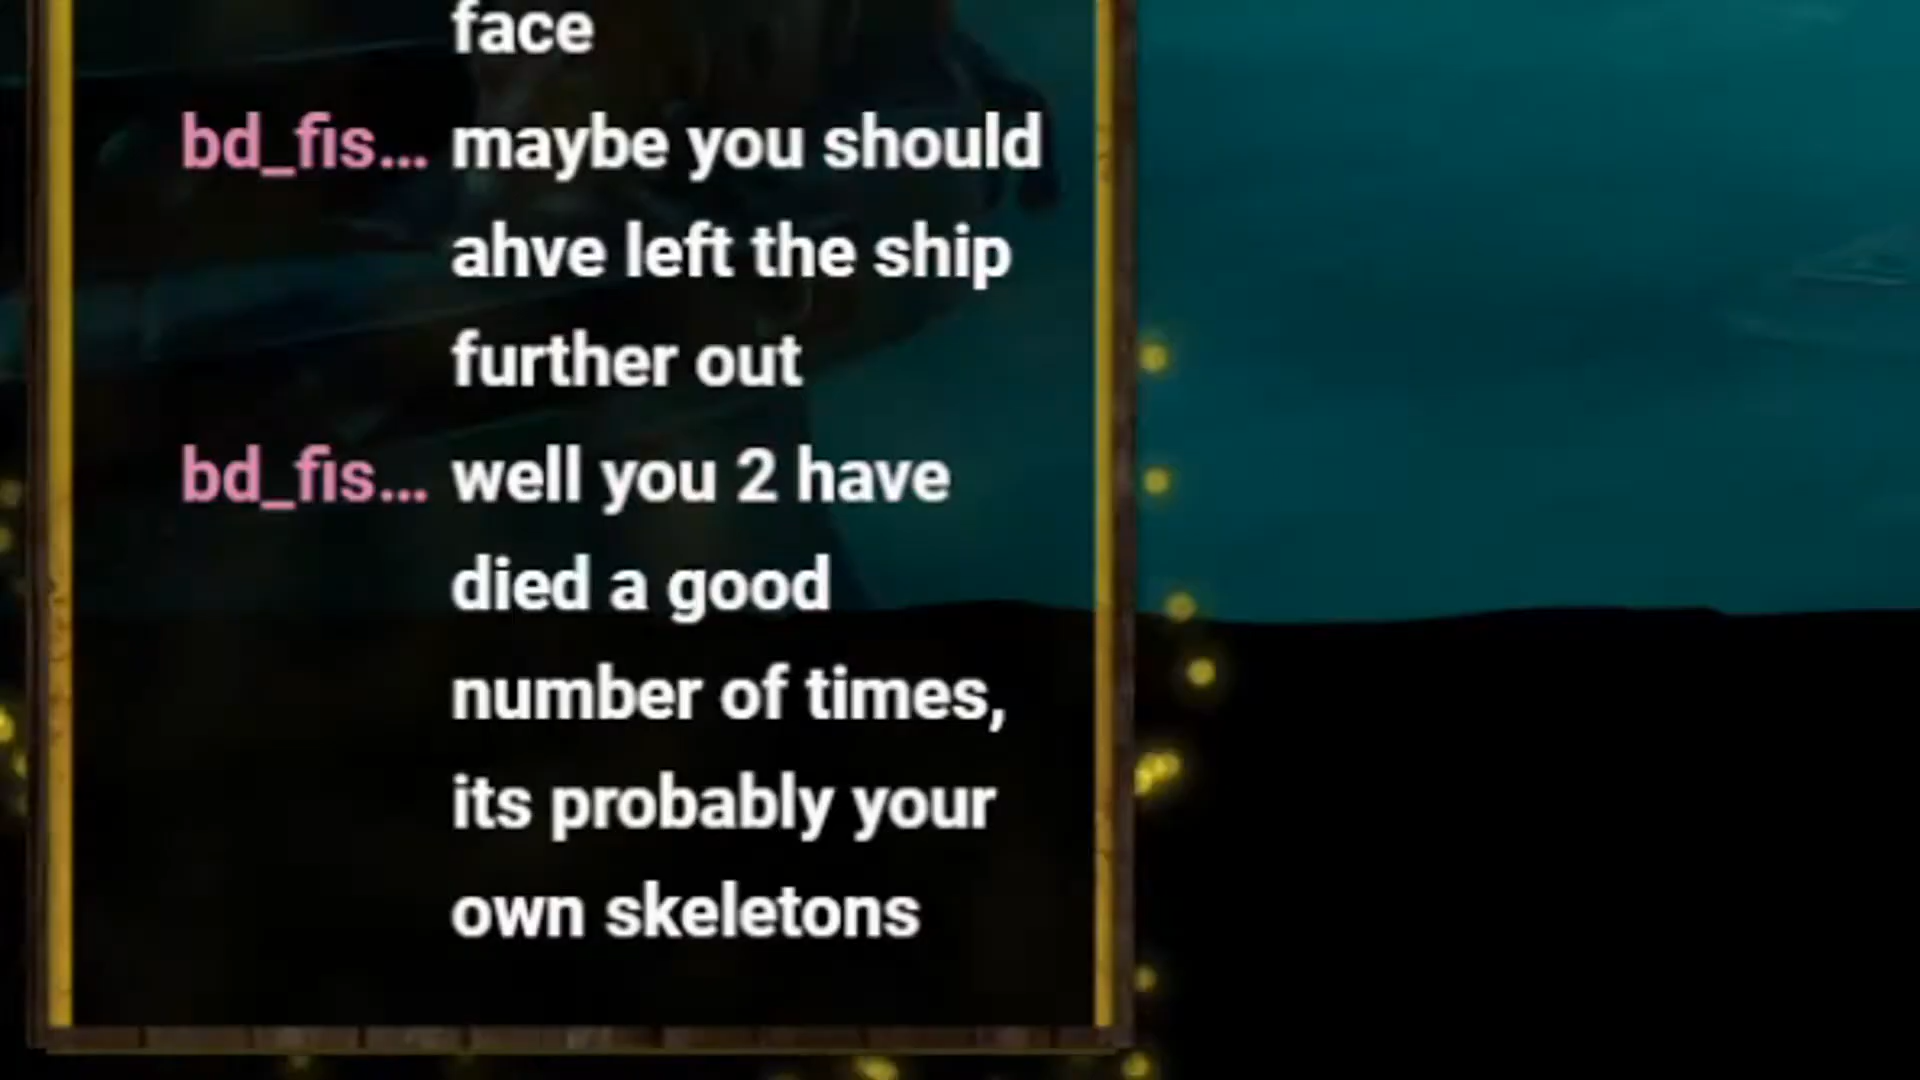 face
bd_fis... maybe you should
ahve left the ship
further out
bd_fis... well you 2 have
died a good
number of times,
its probably your
own skeletons